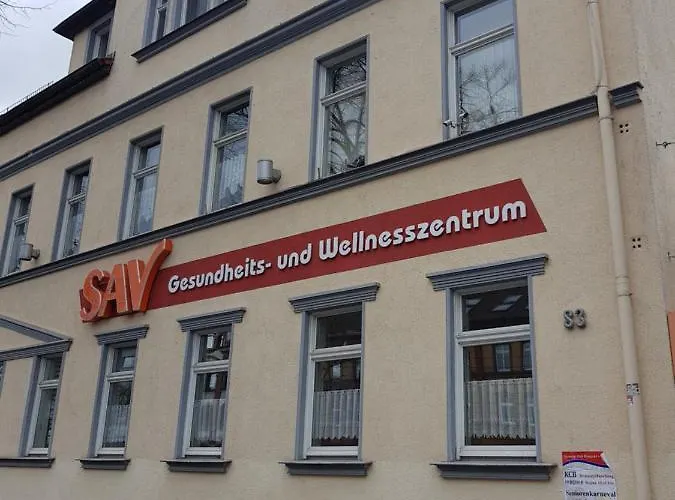 SAV Gesundheits- und Wellnesszentrum
83
KCB
Seniorenkarneval